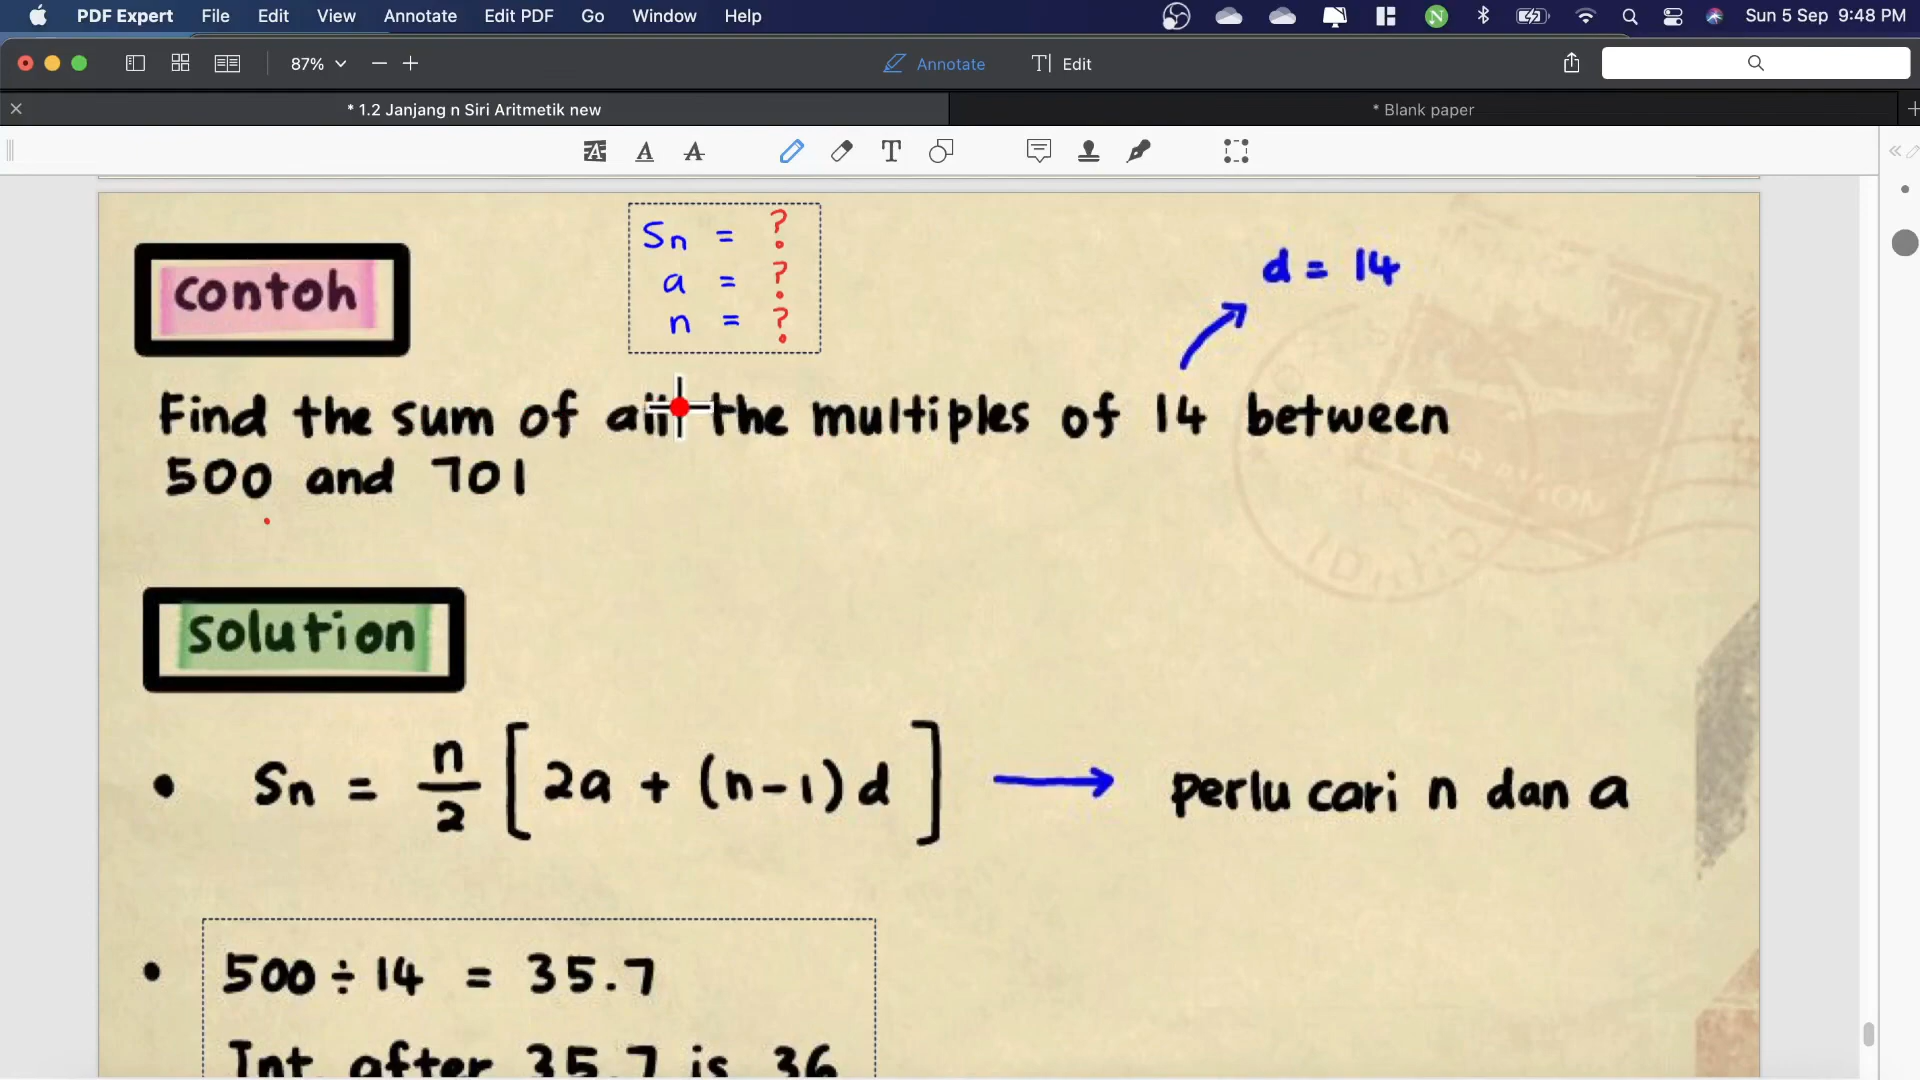 PDF Expert File Edit View Annotate Edit PDF Go Window Help Sun 5 Sep 9:48 PM
87% Annotate Edit
* 1.2 Janjang n Siri Aritmetik new
* Blank paper
contoh
Sn = ?
a = ?
n = ?
d = 14
Find the sum of all the multiples of 14 between
500 and 701
solution
• Sn = n/2 [ 2a + (n-1) d ] → perlu cari n dan a
• 500 ÷ 14 = 35.7
Int. after 35.7 is 36